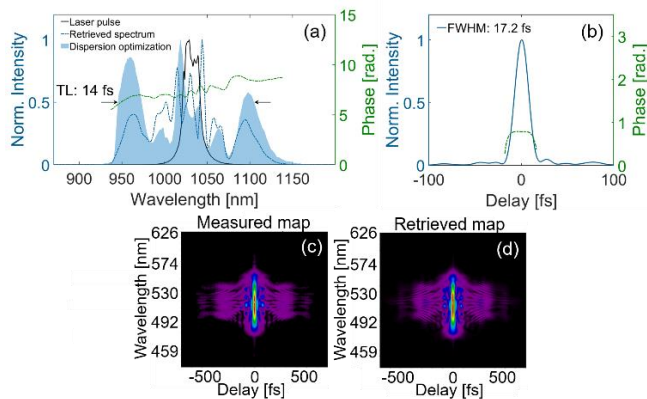 (a)
Laser pulse
Retrieved spectrum
Dispersion optimization
TL: 14 fs
Norm. Intensity
0
0.5
1
Phase [rad.]
0
5
10
15
900
950
1000
1050
1100
1150
Wavelength [nm]
(b)
FWHM: 17.2 fs
Norm. Intensity
0
0.5
1
Phase [rad.]
0
1
2
3
-100
0
100
Delay [fs]
Measured map
(c)
Wavelength [nm]
626
574
530
492
459
-500
0
500
Delay [fs]
Retrieved map
(d)
Wavelength [nm]
626
574
530
492
459
-500
0
500
Delay [fs]